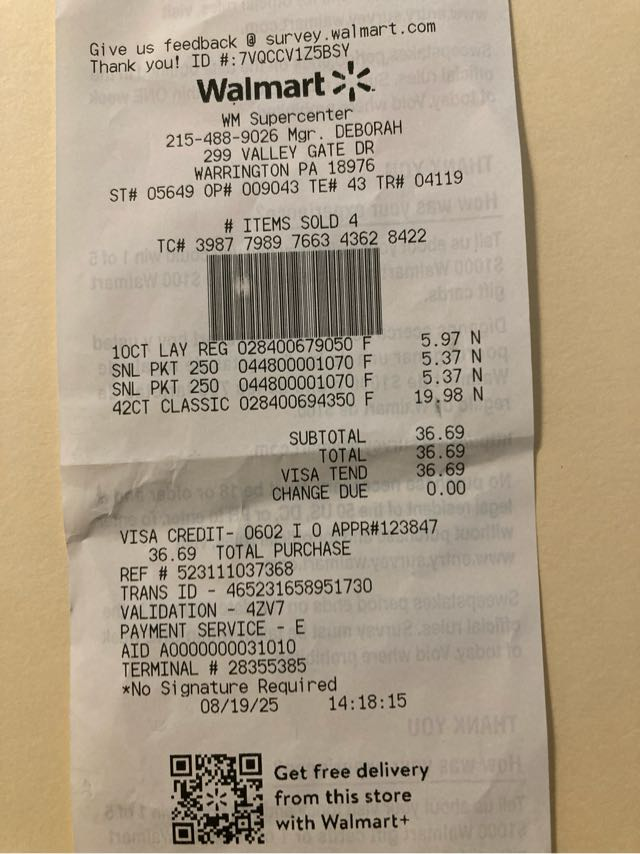 Give us feedback @ survey.walmart.com
Thank you! ID #:7VQCCV1Z5BSY
Walmart
WM Supercenter
215-488-9026 Mgr. DEBORAH
299 VALLEY GATE DR
WARRINGTON PA 18976
ST# 05649 OP# 009043 TE# 43 TR# 04119
# ITEMS SOLD 4
TC# 3987 7989 7663 4362 8422
10CT LAY REG 028400679050 F 5.97 N
SNL PKT 250 044800001070 F 5.37 N
SNL PKT 250 044800001070 F 5.37 N
42CT CLASSIC 028400694350 F 19.98 N
SUBTOTAL 36.69
TOTAL 36.69
VISA TEND 36.69
CHANGE DUE 0.00
VISA CREDIT- 0602 I 0 APPR#123847
36.69 TOTAL PURCHASE
REF # 523111037368
TRANS ID - 465231658951730
VALIDATION - 4ZV7
PAYMENT SERVICE - E
AID A0000000031010
TERMINAL # 28355385
*No Signature Required
08/19/25 14:18:15
Get free delivery
from this store
with Walmart+